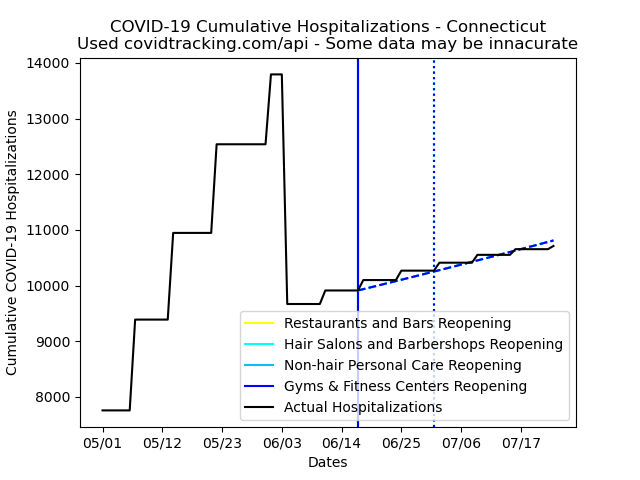 COVID-19 Cumulative Hospitalizations - Connecticut
Used covidtracking.com/api - Some data may be innacurate
Cumulative COVID-19 Hospitalizations
14000
13000
12000
11000
10000
9000
8000
Restaurants and Bars Reopening
Hair Salons and Barbershops Reopening
Non-hair Personal Care Reopening
Gyms & Fitness Centers Reopening
Actual Hospitalizations
05/01 05/12 05/23 06/03 06/14 06/25 07/06 07/17
Dates